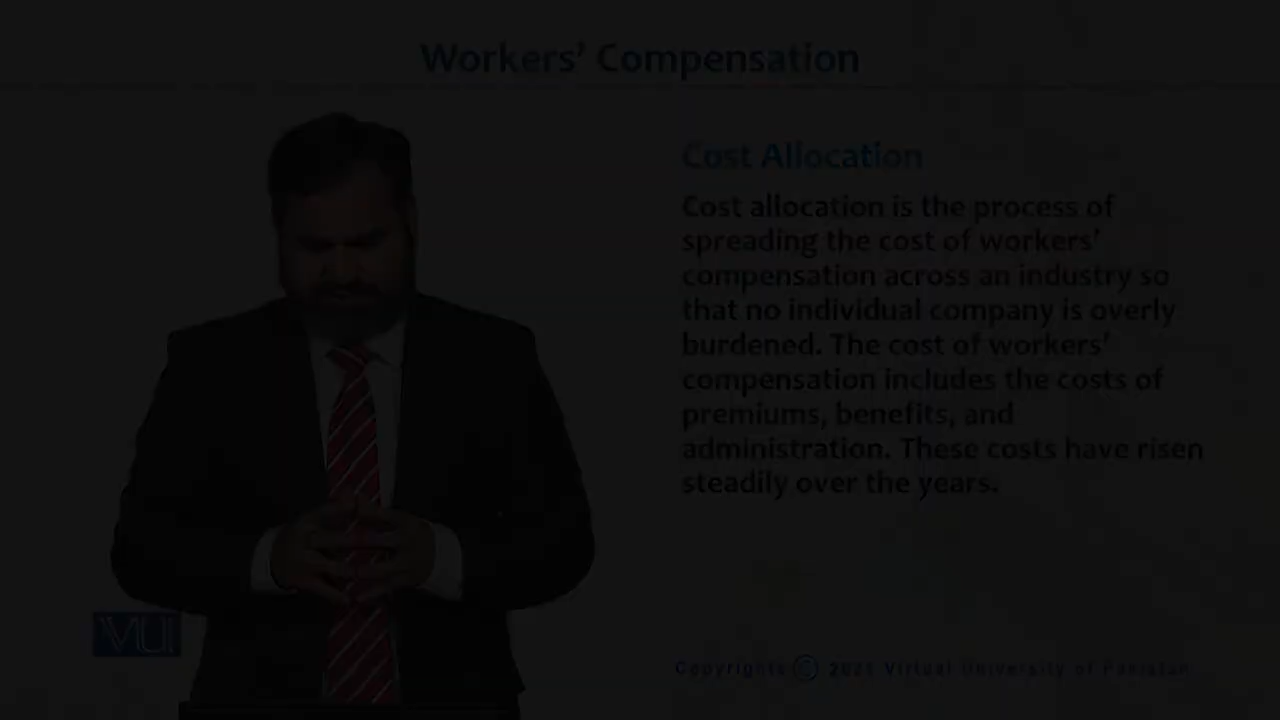 Workers' Compensation
Cost Allocation
Cost allocation is the process of
spreading the cost of workers'
compensation across an industry so
that no individual company is overly
burdened. The cost of workers'
compensation includes the costs of
premiums, benefits, and
administration. These costs have risen
steadily over the years.
VU
Copyrights © 2021 Virtual University of Pakistan